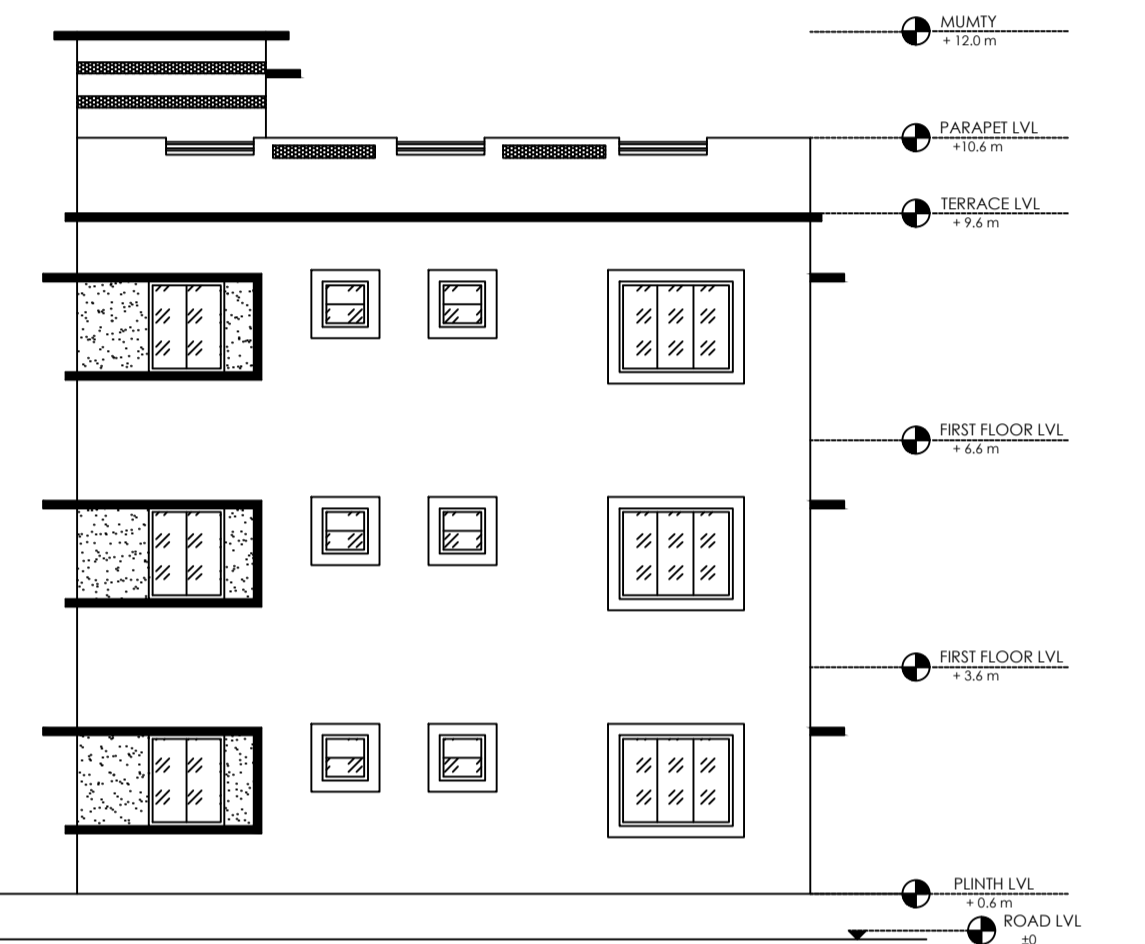 MUMTY
+ 12.0 m
PARAPET LVL
+10.6 m
TERRACE LVL
+ 9.6 m
FIRST FLOOR LVL
+ 6.6 m
FIRST FLOOR LVL
+ 3.6 m
PLINTH LVL
+ 0.6 m
ROAD LVL
±0